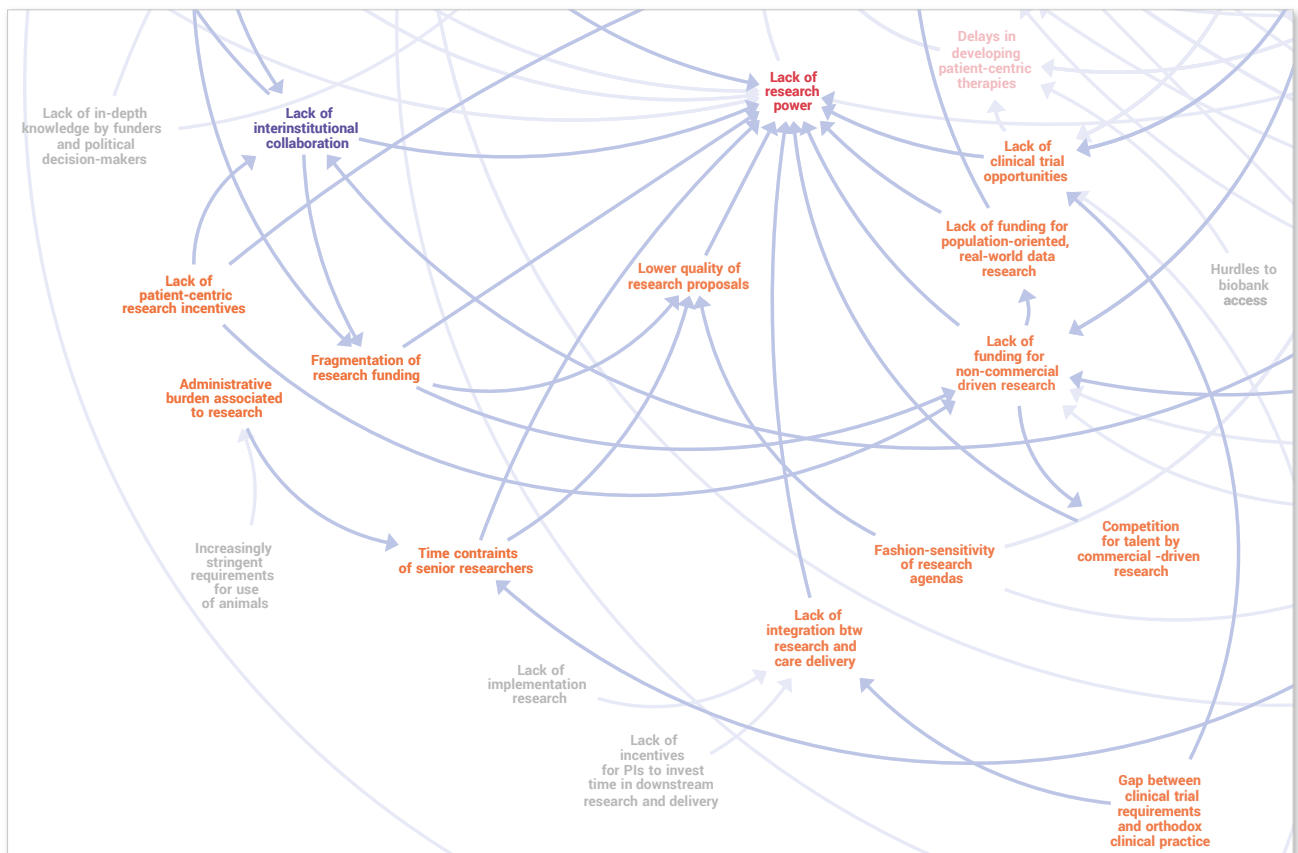 Delays in
developing
patient-centric
therapies
Lack of
research
power
Lack of in-depth
knowledge by funders
and political
decision-makers
Lack of
interinstitutional
collaboration
Lack of
clinical trial
opportunities
Lack of funding for
population-oriented,
real-world data
research
Lower quality of
research proposals
Hurdles to
biobank
access
Lack of
patient-centric
research incentives
Lack of
funding for
non-commercial
driven research
Fragmentation of
research funding
Administrative
burden associated
to research
Increasingly
stringent
requirements
for use
of animals
Time contraints
of senior researchers
Fashion-sensitivity
of research
agendas
Competition
for talent by
commercial -driven
research
Lack of
integration btw
research and
care delivery
Lack of
implementation
research
Lack of
incentives
for PIs to invest
time in downstream
research and delivery
Gap between
clinical trial
requirements
and orthodox
clinical practice